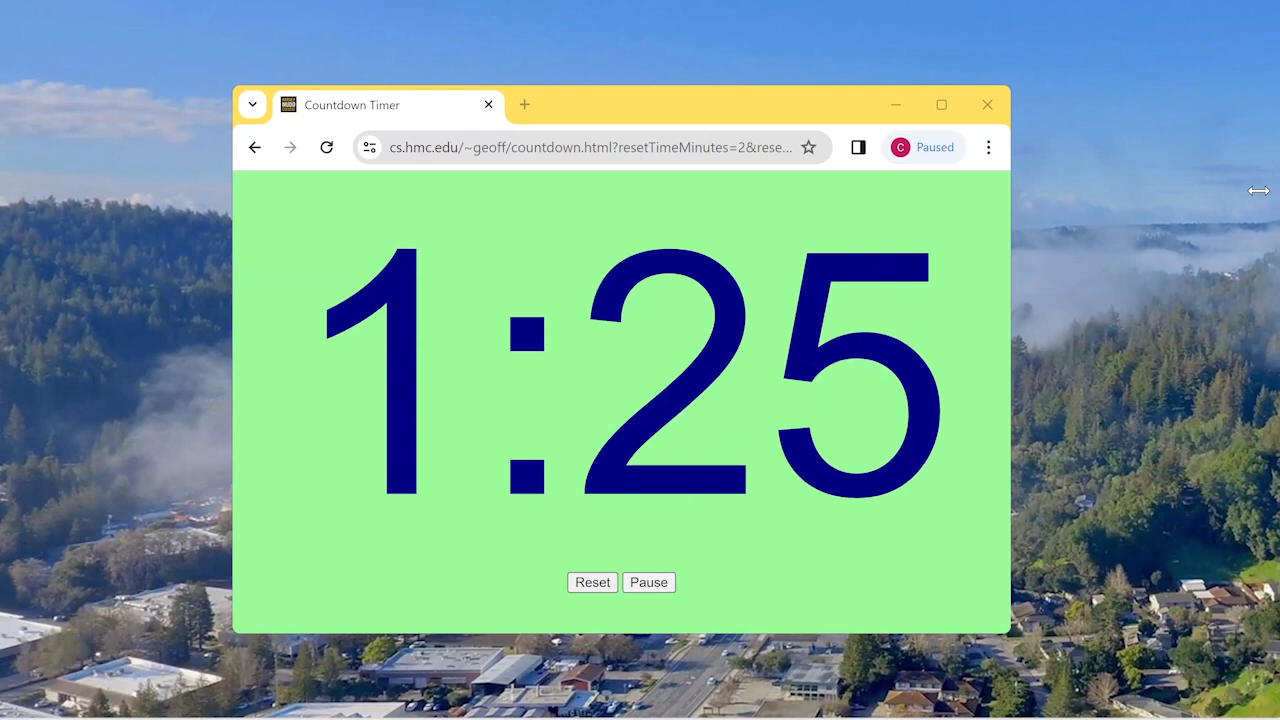 Countdown Timer
cs.hmc.edu/~geoff/countdown.html?resetTimeMinutes=2&rese...
C Paused
1:25
Reset Pause